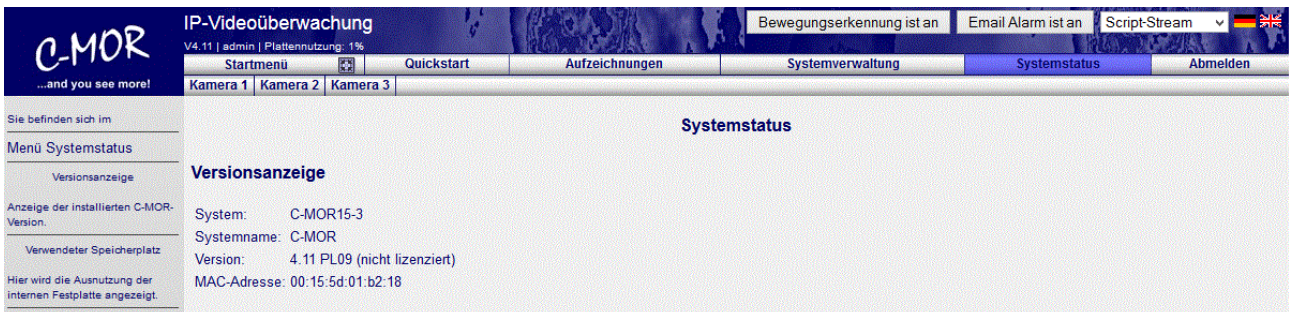 C-MOR
...and you see more!
IP-Videoüberwachung
V4.11 | admin | Plattennutzung: 1%
Bewegungserkennung ist an
Email Alarm ist an
Script-Stream
Startmenü
Quickstart
Aufzeichnungen
Systemverwaltung
Systemstatus
Abmelden
Kamera 1
Kamera 2
Kamera 3
Sie befinden sich im
Menü Systemstatus
Versionsanzeige
Anzeige der installierten C-MOR-
Version.
Verwendeter Speicherplatz
Hier wird die Ausnutzung der
internen Festplatte angezeigt.
Systemstatus
Versionsanzeige
System: C-MOR15-3
Systemname: C-MOR
Version: 4.11 PL09 (nicht lizenziert)
MAC-Adresse: 00:15:5d:01:b2:18